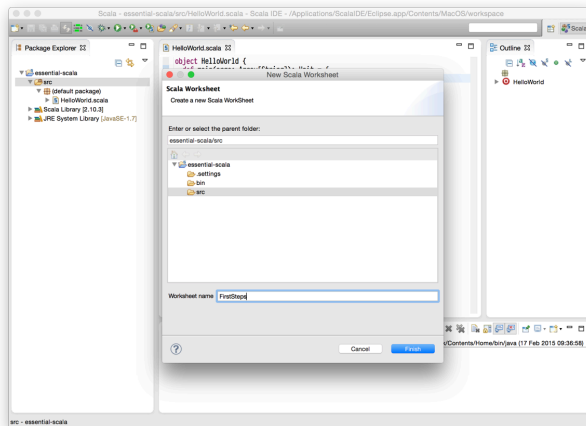 Scala - essential-scala/src/HelloWorld.scala - Scala IDE - /Applications/ScalaIDE/Eclipse.app/Contents/MacOS/workspace
Scala
Package Explorer
essential-scala
src
(default package)
HelloWorld.scala
Scala Library [2.10.3]
JRE System Library [JavaSE-1.7]
HelloWorld.scala
object HelloWorld {
New Scala Worksheet
Scala Worksheet
Create a new Scala WorkSheet
Enter or select the parent folder:
essential-scala/src
essential-scala
.settings
bin
src
Worksheet name
FirstSteps
Cancel
Finish
Outline
HelloWorld
/Contents/Home/bin/java (17 Feb 2015 09:36:58)
src - essential-scala